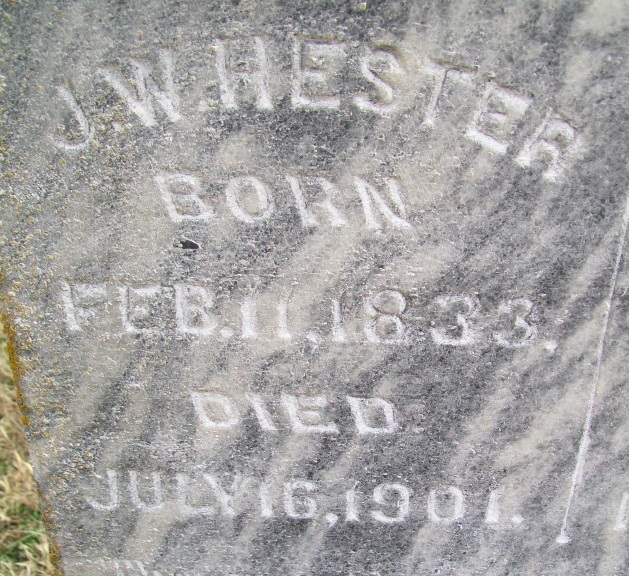 J.W.HESTER
BORN
FEB.11,1833.
DIED
JULY 16,1901.